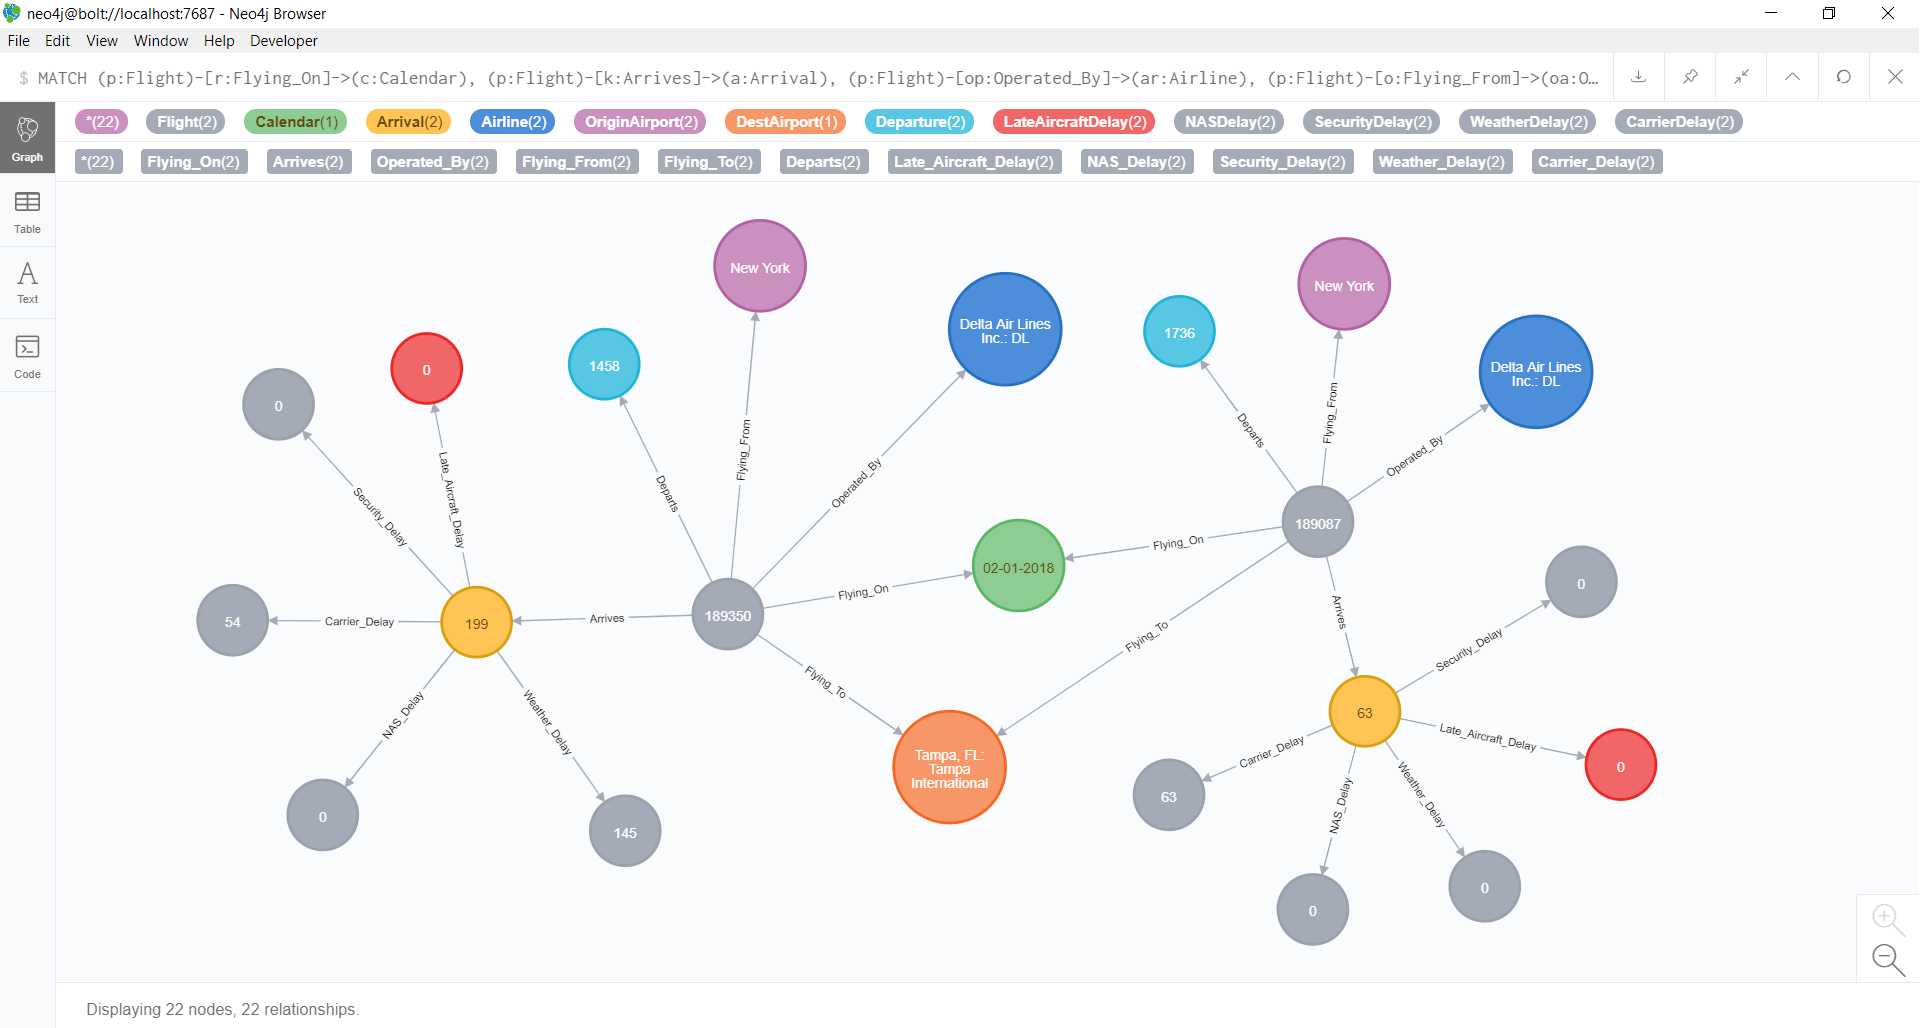 neo4j@bolt://localhost:7687 - Neo4j Browser
File Edit View Window Help Developer
$ MATCH (p:Flight)-[r:Flying_On]->(c:Calendar), (p:Flight)-[k:Arrives]->(a:Arrival), (p:Flight)-[op:Operated_By]->(ar:Airline), (p:Flight)-[o:Flying_From]->(oa:O...
*(22) Flight(2) Calendar(1) Arrival(2) Airline(2) OriginAirport(2) DestAirport(1) Departure(2) LateAircraftDelay(2) NASDelay(2) SecurityDelay(2) WeatherDelay(2) CarrierDelay(2)
*(22) Flying_On(2) Arrives(2) Operated_By(2) Flying_From(2) Flying_To(2) Departs(2) Late_Aircraft_Delay(2) NAS_Delay(2) Security_Delay(2) Weather_Delay(2) Carrier_Delay(2)
Graph
Table
Text
Code
New York
Delta Air Lines
Inc.: DL
1458
0
0
Security_Delay
Late_Aircraft_Delay
Departs
Flying_From
Operated_By
54
Carrier_Delay
199
Arrives
189350
Flying_On
02-01-2018
NAS_Delay
Weather_Delay
Flying_To
0
145
Tampa, FL:
Tampa
International
New York
1736
Delta Air Lines
Inc.: DL
Departs
Flying_From
Operated_By
189087
Flying_On
Flying_To
Arrives
0
Security_Delay
63
Late_Aircraft_Delay
0
Carrier_Delay
63
NAS_Delay
Weather_Delay
0
0
Displaying 22 nodes, 22 relationships.